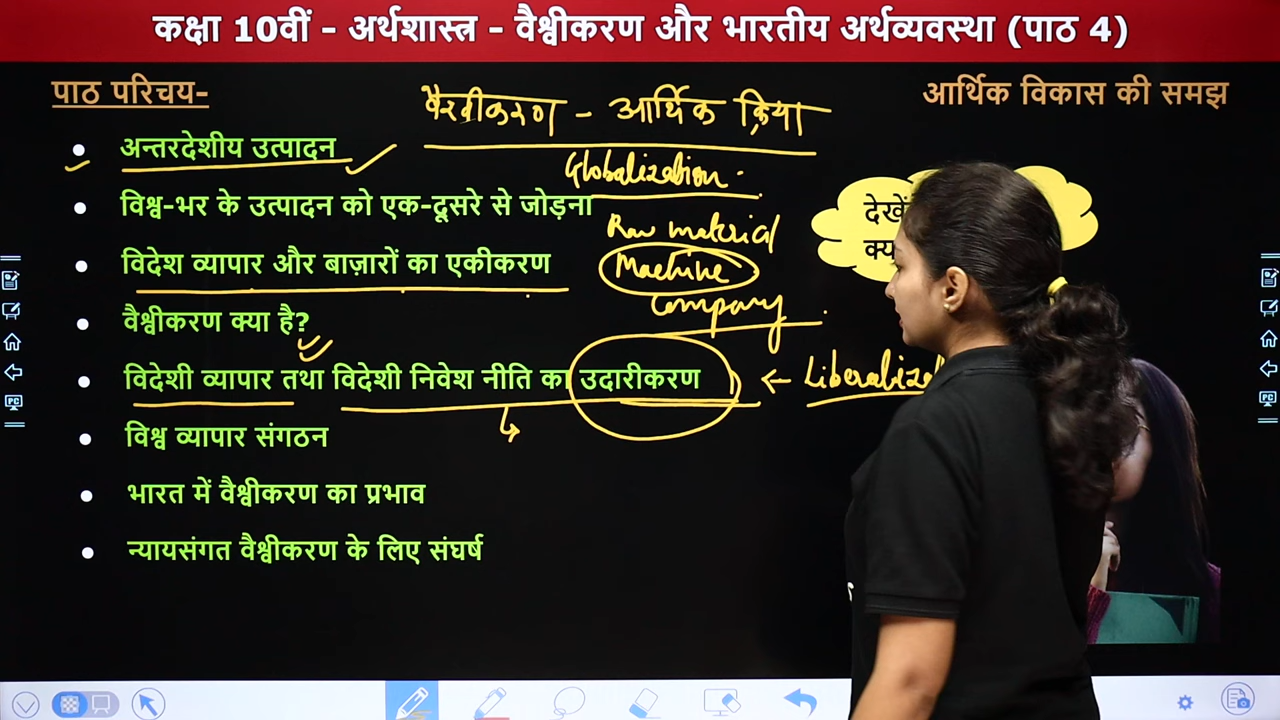 कक्षा 10वीं - अर्थशास्त्र - वैश्वीकरण और भारतीय अर्थव्यवस्था (पाठ 4)
पाठ परिचय-
आर्थिक विकास की समझ
वैश्वीकरण - आर्थिक क्रिया
Globalization.
• अन्तरदेशीय उत्पादन
• विश्व-भर के उत्पादन को एक-दूसरे से जोड़ना
Raw material
• विदेश व्यापार और बाज़ारों का एकीकरण
Machine
Company
• वैश्वीकरण क्या है?
• विदेशी व्यापार तथा विदेशी निवेश नीति का उदारीकरण
• विश्व व्यापार संगठन
• भारत में वैश्वीकरण का प्रभाव
• न्यायसंगत वैश्वीकरण के लिए संघर्ष
PC
PC